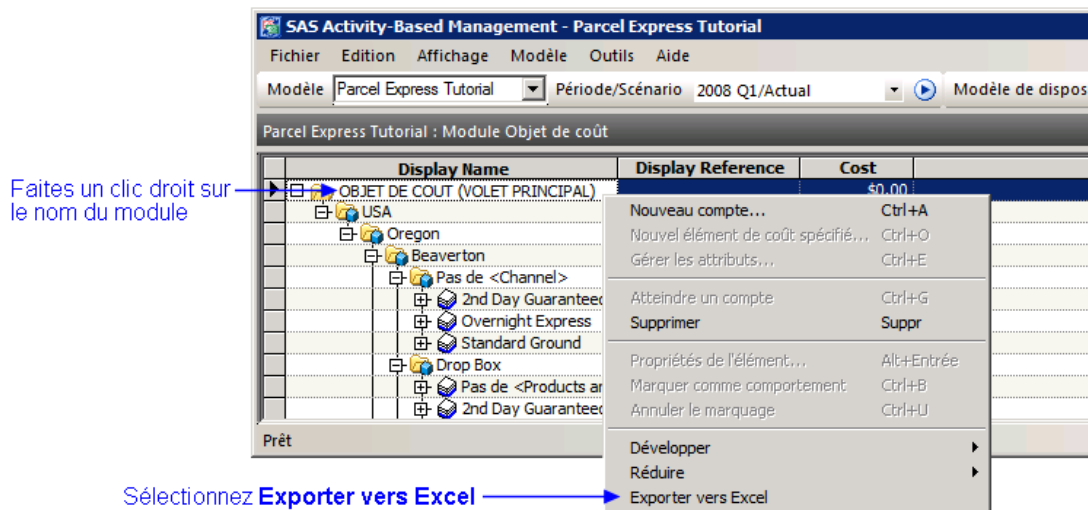 SAS Activity-Based Management - Parcel Express Tutorial
Fichier Edition Affichage Modèle Outils Aide
Modèle Parcel Express Tutorial Période/Scénario 2008 Q1/Actual Modèle de dispos
Parcel Express Tutorial : Module Objet de coût
Display Name Display Reference Cost
Faites un clic droit sur
le nom du module
OBJET DE COUT (VOLET PRINCIPAL) $0.00
USA
Oregon
Beaverton
Pas de <Channel>
2nd Day Guaranteed
Overnight Express
Standard Ground
Drop Box
Pas de <Products ar
2nd Day Guaranteed
Prêt
Nouveau compte... Ctrl+A
Nouvel élément de coût spécifié... Ctrl+O
Gérer les attributs... Ctrl+E
Atteindre un compte Ctrl+G
Supprimer Suppr
Propriétés de l'élément... Alt+Entrée
Marquer comme comportement Ctrl+B
Annuler le marquage Ctrl+U
Développer
Réduire
Exporter vers Excel
Sélectionnez Exporter vers Excel